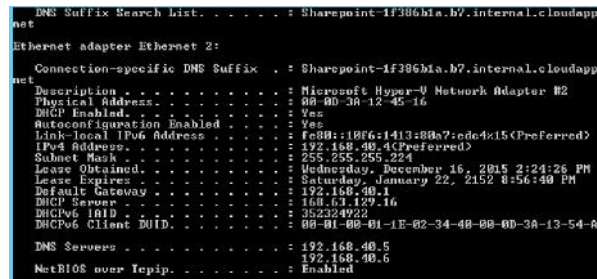 DNS Suffix Search List. . . . . . : Sharepoint-1f386b1a.b7.internal.cloudapp
net
Ethernet adapter Ethernet 2:
Connection-specific DNS Suffix . : Sharepoint-1f386b1a.b7.internal.cloudapp
net
Description . . . . . . . . . . . : Microsoft Hyper-V Network Adapter #2
Physical Address. . . . . . . . . : 00-0D-3A-12-45-16
DHCP Enabled. . . . . . . . . . . : Yes
Autoconfiguration Enabled . . . . : Yes
Link-local IPv6 Address . . . . . : fe80::10f6:1413:80a7:edc4%15(Preferred)
IPv4 Address. . . . . . . . . . . : 192.168.40.4(Preferred)
Subnet Mask . . . . . . . . . . . : 255.255.255.224
Lease Obtained. . . . . . . . . . : Wednesday, December 16, 2015 2:24:26 PM
Lease Expires . . . . . . . . . . : Saturday, January 22, 2152 8:56:40 PM
Default Gateway . . . . . . . . . : 192.168.40.1
DHCP Server . . . . . . . . . . . : 168.63.129.16
DHCPv6 IAID . . . . . . . . . . . : 352324922
DHCPv6 Client DUID. . . . . . . . : 00-01-00-01-1E-02-34-40-00-0D-3A-13-54-A
DNS Servers . . . . . . . . . . . : 192.168.40.5
192.168.40.6
NetBIOS over Tcpip. . . . . . . . : Enabled